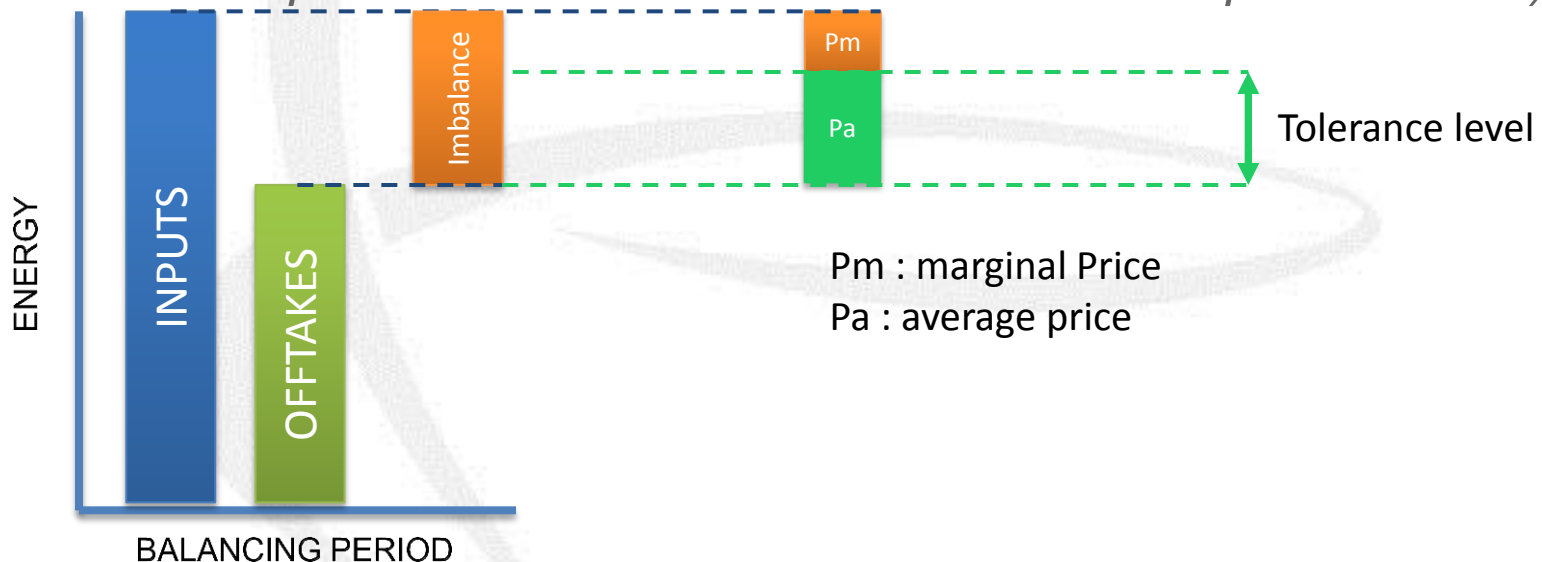 Pm
Imbalance
Pa
Tolerance level
ENERGY
INPUTS
OFFTAKES
Pm : marginal Price
Pa : average price
BALANCING PERIOD